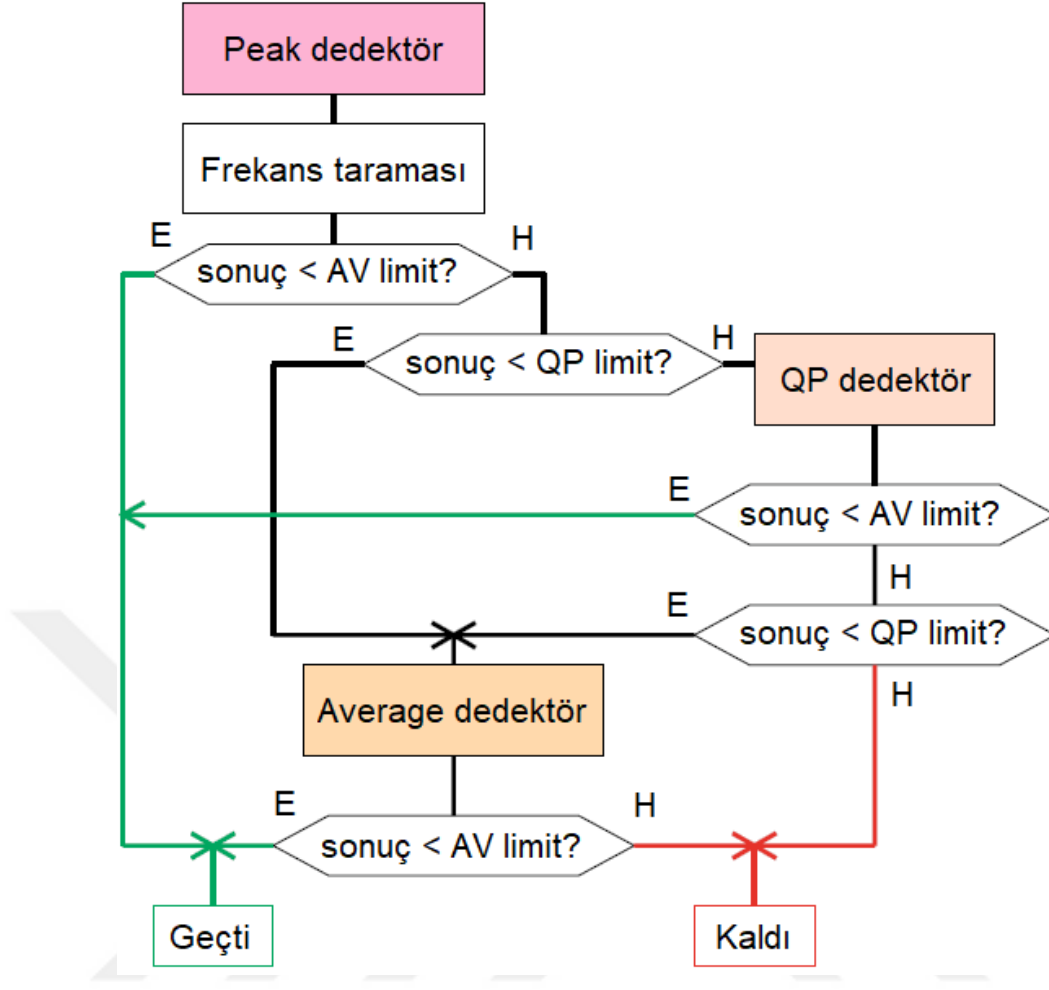 Peak dedektör
Frekans taraması
E
H
sonuç < AV limit?
E
H
sonuç < QP limit?
QP dedektör
E
sonuç < AV limit?
H
E
sonuç < QP limit?
H
Average dedektör
E
H
sonuç < AV limit?
Geçti
Kaldı